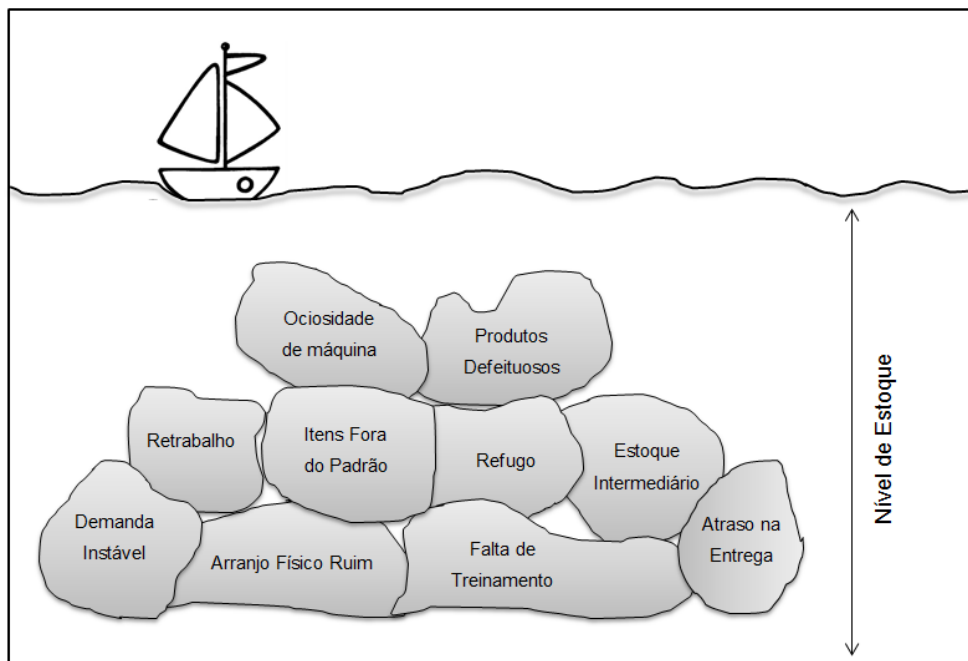 Ociosidade
de máquina
Produtos
Defeituosos
Retrabalho
Itens Fora
do Padrão
Refugo
Estoque
Intermediário
Demanda
Instável
Arranjo Físico Ruim
Falta de
Treinamento
Atraso na
Entrega
Nível de Estoque